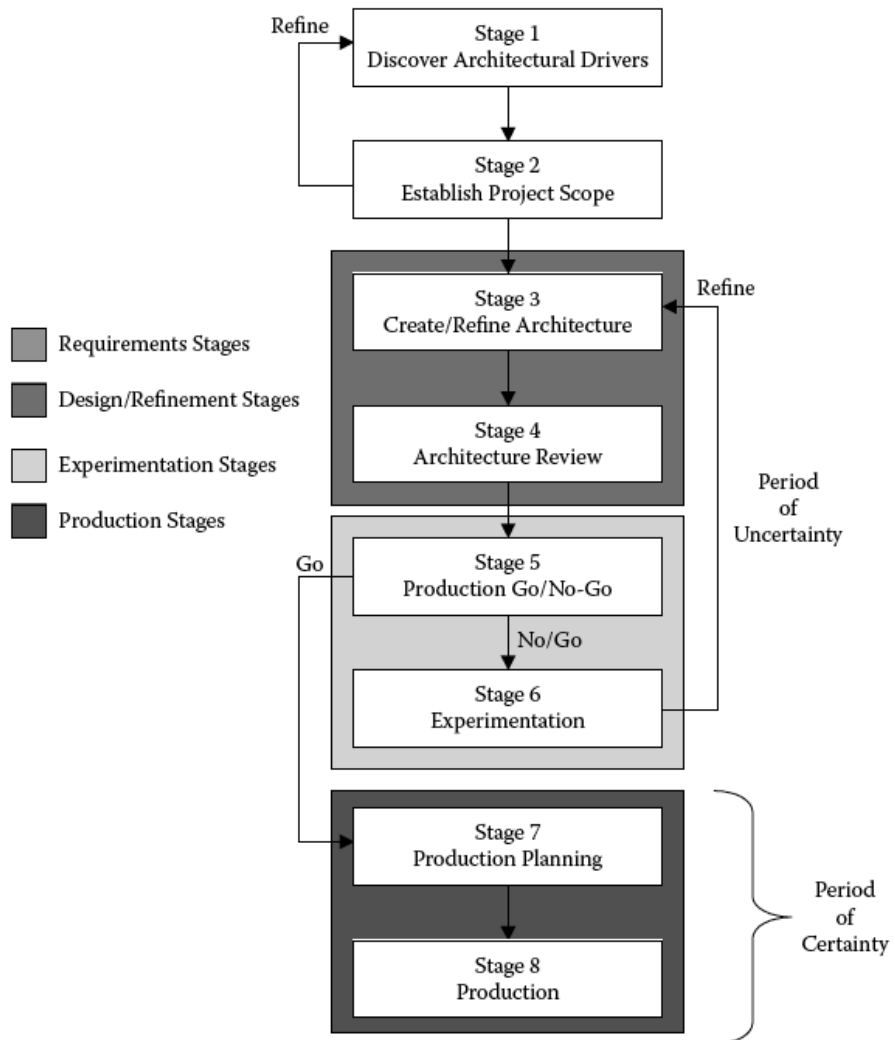 Refine
Stage 1
Discover Architectural Drivers
Stage 2
Establish Project Scope
Stage 3
Create/Refine Architecture
Refine
Requirements Stages
Design/Refinement Stages
Stage 4
Architecture Review
Experimentation Stages
Period
of
Uncertainty
Production Stages
Go
Stage 5
Production Go/No-Go
No/Go
Stage 6
Experimentation
Stage 7
Production Planning
Period
of
Certainty
Stage 8
Production